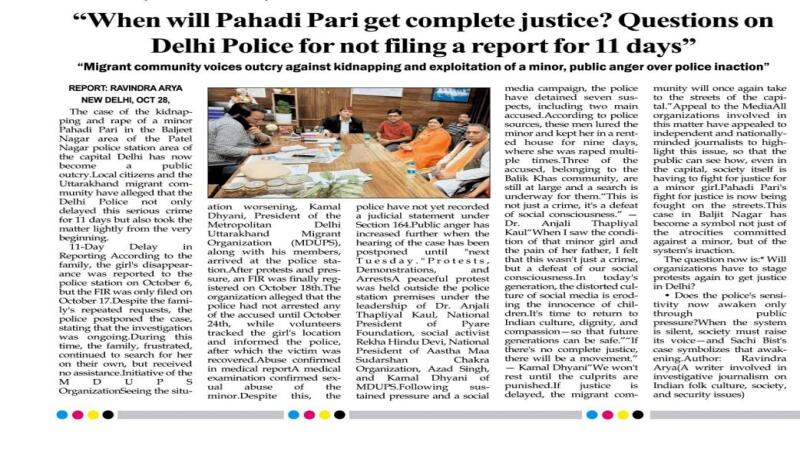 “When will Pahadi Pari get complete justice? Questions on
Delhi Police for not filing a report for 11 days”
“Migrant community voices outcry against kidnapping and exploitation of a minor, public anger over police inaction”
REPORT: RAVINDRA ARYA
NEW DELHI, OCT 28,
The case of the kidnap-
ping and rape of a minor
Pahadi Pari in the Baljeet
Nagar area of the Patel
Nagar police station area
of the capital Delhi has now
become a public
outcry.Local citizens and the
Uttarakhand migrant com-
munity have alleged that the
Delhi Police not only
delayed this serious crime
for 11 days but also took the
matter lightly from the very
beginning.
11-Day Delay in
Reporting According to the
family, the girl's disappear-
ance was reported to the
police station on October 6,
but the FIR was only filed on
October 17.Despite the fami-
ly's repeated requests, the
police postponed the case,
stating that the investigation
was ongoing.During this
time, the family, frustrated,
continued to search for her
on their own, but received
no assistance.Initiative of the
M D U P S
OrganizationSeeing the situ-
ation worsening, Kamal
Dhyani, President of the
Metropolitan Delhi
Uttarakhand Migrant
Organization (MDUPS),
along with his members,
arrived at the police sta-
tion.After protests and pres-
sure, an FIR was finally reg-
istered on October 18th.The
organization alleged that the
police had not arrested any
of the accused until October
24th, while volunteers
tracked the girl's location
and informed the police,
after which the victim was
recovered.Abuse confirmed
in medical reportA medical
examination confirmed sex-
ual abuse of the
minor.Despite this, the
police have not yet recorded
a judicial statement under
Section 164.Public anger has
increased further when the
hearing of the case has been
postponed until "next
Tuesday."Protests,
Demonstrations, and
ArrestsA peaceful protest
was held outside the police
station premises under the
leadership of Dr. Anjali
Thapliyal Kaul, National
President of Pyare
Foundation, social activist
Rekha Hindu Devi, National
President of Aastha Maa
Sudarshan Chakra
Organization, Azad Singh,
and Kamal Dhyani of
MDUPS.Following sus-
tained pressure and a social
media campaign, the police
have detained seven sus-
pects, including two main
accused.According to police
sources, these men lured the
minor and kept her in a rent-
ed house for nine days,
where she was raped multi-
ple times.Three of the
accused, belonging to the
Balik Khas community, are
still at large and a search is
underway for them."This is
not just a crime, it's a defeat
of social consciousness." —
Dr. Anjali Thapliyal
Kaul"When I saw the condi-
tion of that minor girl and
the pain of her father, I felt
that this wasn't just a crime,
but a defeat of our social
consciousness.In today's
generation, the distorted cul-
ture of social media is erod-
ing the innocence of chil-
dren.It's time to return to
Indian culture, dignity, and
compassion—so that future
generations can be safe.""If
there's no complete justice,
there will be a movement."
— Kamal Dhyani"We won't
rest until the culprits are
punished.If justice is
delayed, the migrant com-
munity will once again take
to the streets of the capi-
tal."Appeal to the MediaAll
organizations involved in
this matter have appealed to
independent and nationally-
minded journalists to high-
light this issue, so that the
public can see how, even in
the capital, society itself is
having to fight for justice for
a minor girl.Pahadi Pari's
fight for justice is now being
fought on the streets.This
case in Baljit Nagar has
become a symbol not just of
the atrocities committed
against a minor, but of the
system's inaction.
The question now is:* Will
organizations have to stage
protests again to get justice
in Delhi?
• Does the police's sensi-
tivity now awaken only
through public
pressure?When the system
is silent, society must raise
its voice—and Sachi Bist's
case symbolizes that awak-
ening.Author: Ravindra
Arya(A writer involved in
investigative journalism on
Indian folk culture, society,
and security issues)